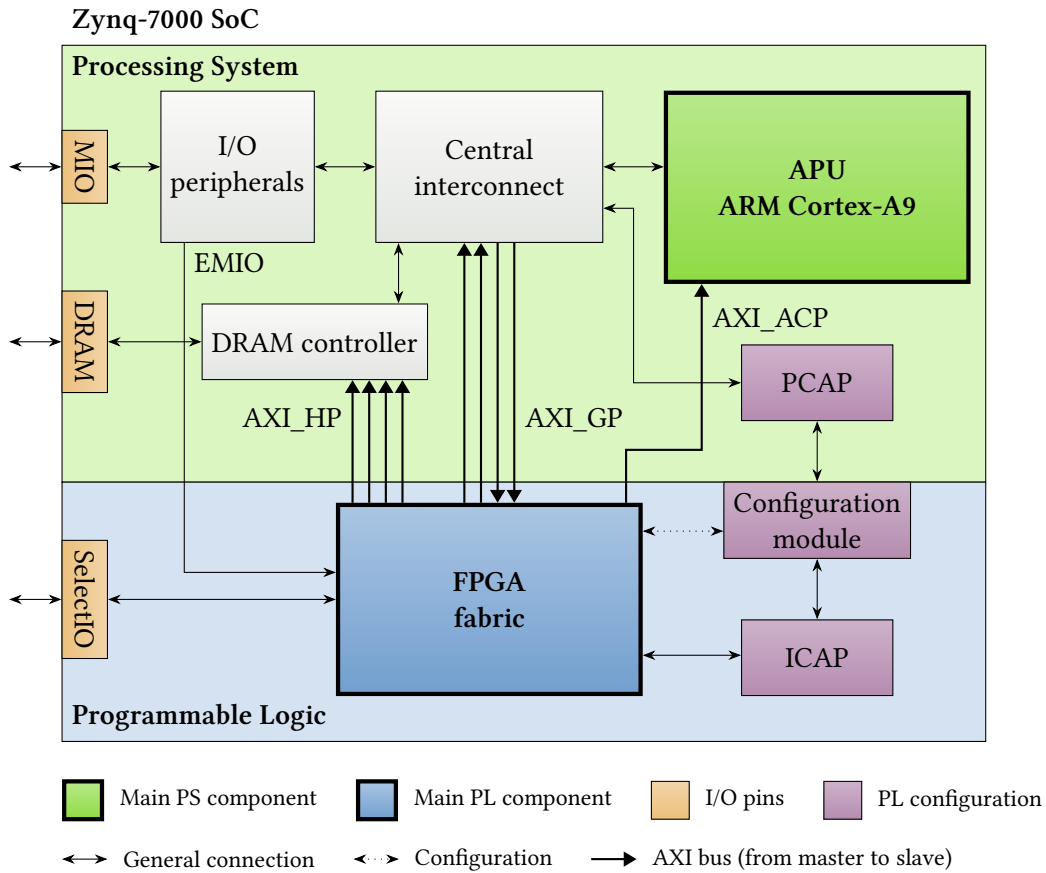 Zynq-7000 SoC
Processing System
MIO
I/O
peripherals
Central
interconnect
APU
ARM Cortex-A9
EMIO
DRAM
DRAM controller
AXI_ACP
PCAP
AXI_HP
AXI_GP
Configuration
module
SelectIO
FPGA
fabric
ICAP
Programmable Logic
Main PS component
Main PL component
I/O pins
PL configuration
General connection
Configuration
AXI bus (from master to slave)